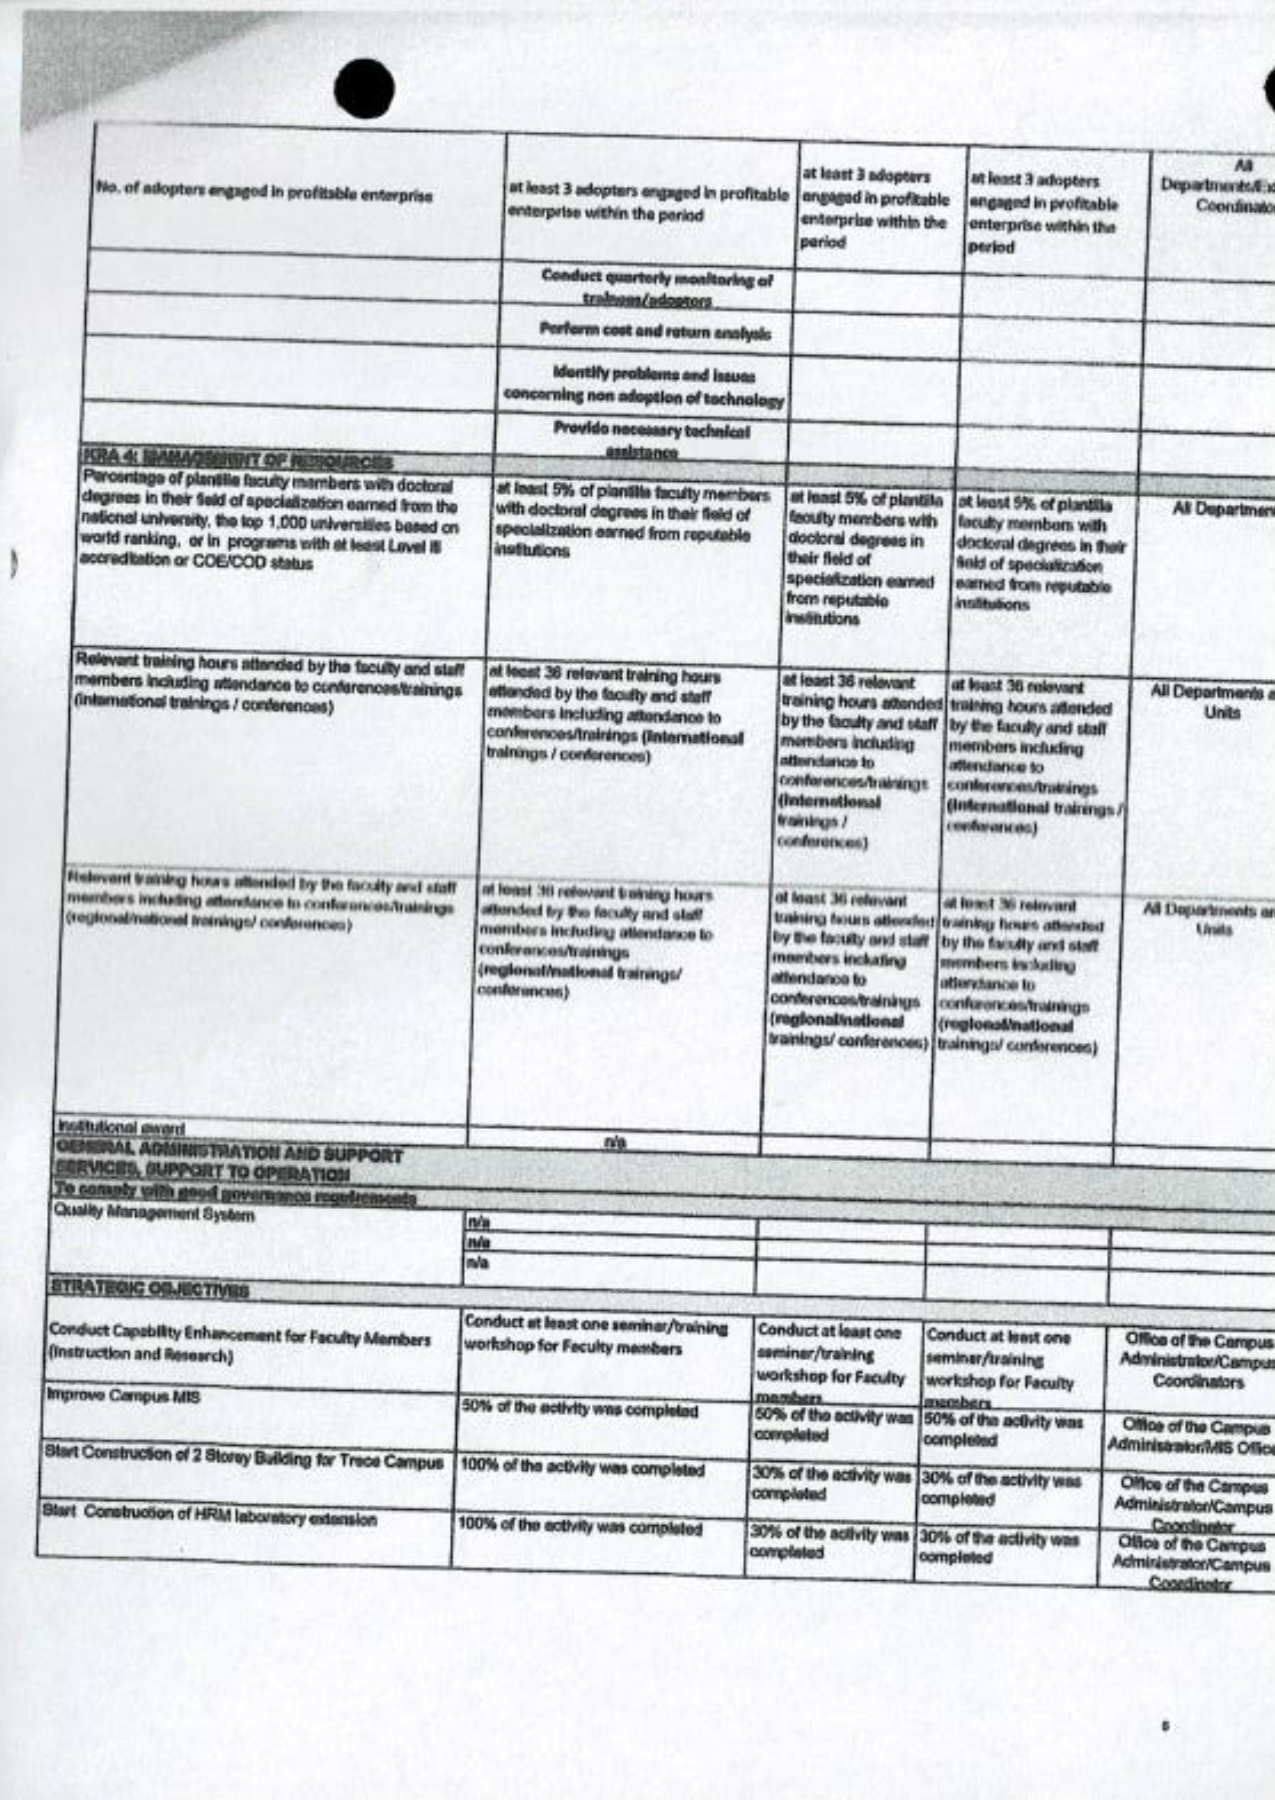 No. of adopters engaged in profitable enterprise
at least 3 adopters engaged in profitable
enterprise within the period
at least 3 adopters
engaged in profitable
enterprise within the
period
at least 3 adopters
engaged in profitable
enterprise within the
period
All
Departments/Ex
Coordinato
Conduct quarterly monitoring of
trainees/adoptors
Perform cost and return analysis
Identify problems and issues
concerning non adoption of technology
Provide necessary technical
assistance
KRA 4: MANAGEMENT OF RESOURCES
Percentage of plantilla faculty members with doctoral
degrees in their field of specialization earned from the
national university, the top 1,000 universities based on
world ranking, or in programs with at least Level III
accreditation or COE/COD status
at least 5% of plantilla faculty members
with doctoral degrees in their field of
specialization earned from reputable
institutions
at least 5% of plantilla
faculty members with
doctoral degrees in
their field of
specialization earned
from reputable
institutions
at least 5% of plantilla
faculty members with
doctoral degrees in their
field of specialization
earned from reputable
institutions
All Departmen
Relevant training hours attended by the faculty and staff
members including attendance to conferences/trainings
(international trainings / conferences)
at least 36 relevant training hours
attended by the faculty and staff
members including attendance to
conferences/trainings (International
trainings / conferences)
at least 36 relevant
training hours attended
by the faculty and staff
members including
attendance to
conferences/trainings
(International
trainings /
conferences)
at least 36 relevant
training hours attended
by the faculty and staff
members including
attendance to
conferences/trainings
(International trainings /
conferences)
All Departments a
Units
Relevant training hours attended by the faculty and staff
members including attendance to conferences/trainings
(regional/national trainings/ conferences)
at least 36 relevant training hours
attended by the faculty and staff
members including attendance to
conferences/trainings
(regional/national trainings/
conferences)
at least 36 relevant
training hours attended
by the faculty and staff
members including
attendance to
conferences/trainings
(regional/national
trainings/ conferences)
at least 36 relevant
training hours attended
by the faculty and staff
members including
attendance to
conferences/trainings
(regional/national
trainings/ conferences)
All Departments an
Units
Institutional award
n/a
GENERAL ADMINISTRATION AND SUPPORT
SERVICES, SUPPORT TO OPERATION
To comply with good governance requirements
Quality Management System
n/a
n/a
n/a
STRATEGIC OBJECTIVES
Conduct Capability Enhancement for Faculty Members
(Instruction and Research)
Conduct at least one seminar/training
workshop for Faculty members
Conduct at least one
seminar/training
workshop for Faculty
members
Conduct at least one
seminar/training
workshop for Faculty
members
Office of the Campus
Administrator/Campus
Coordinators
Improve Campus MIS
50% of the activity was completed
50% of the activity was
completed
50% of the activity was
completed
Office of the Campus
Administrator/MIS Office
Start Construction of 2 Storey Building for Trece Campus
100% of the activity was completed
30% of the activity was
completed
30% of the activity was
completed
Office of the Campus
Administrator/Campus
Coordinator
Start Construction of HRM laboratory extension
100% of the activity was completed
30% of the activity was
completed
30% of the activity was
completed
Office of the Campus
Administrator/Campus
Coordinator